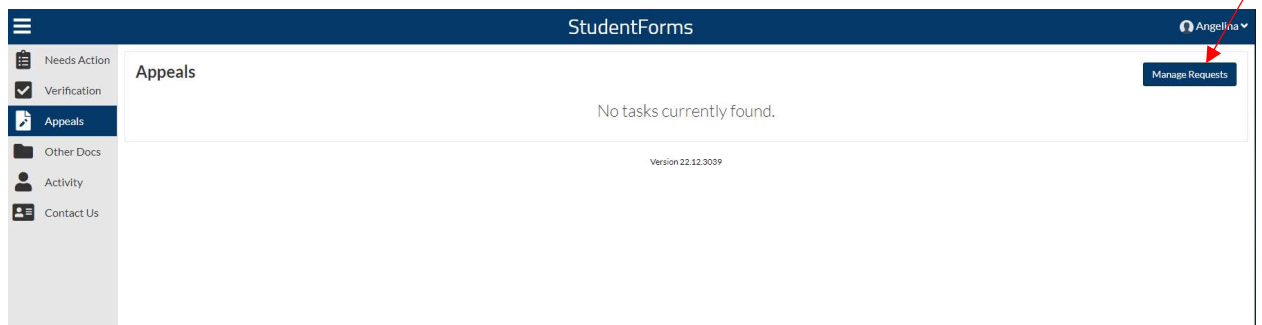 StudentForms
Angelina
Needs Action
Verification
Appeals
Other Docs
Activity
Contact Us
Appeals
Manage Requests
No tasks currently found.
Version 22.12.3039